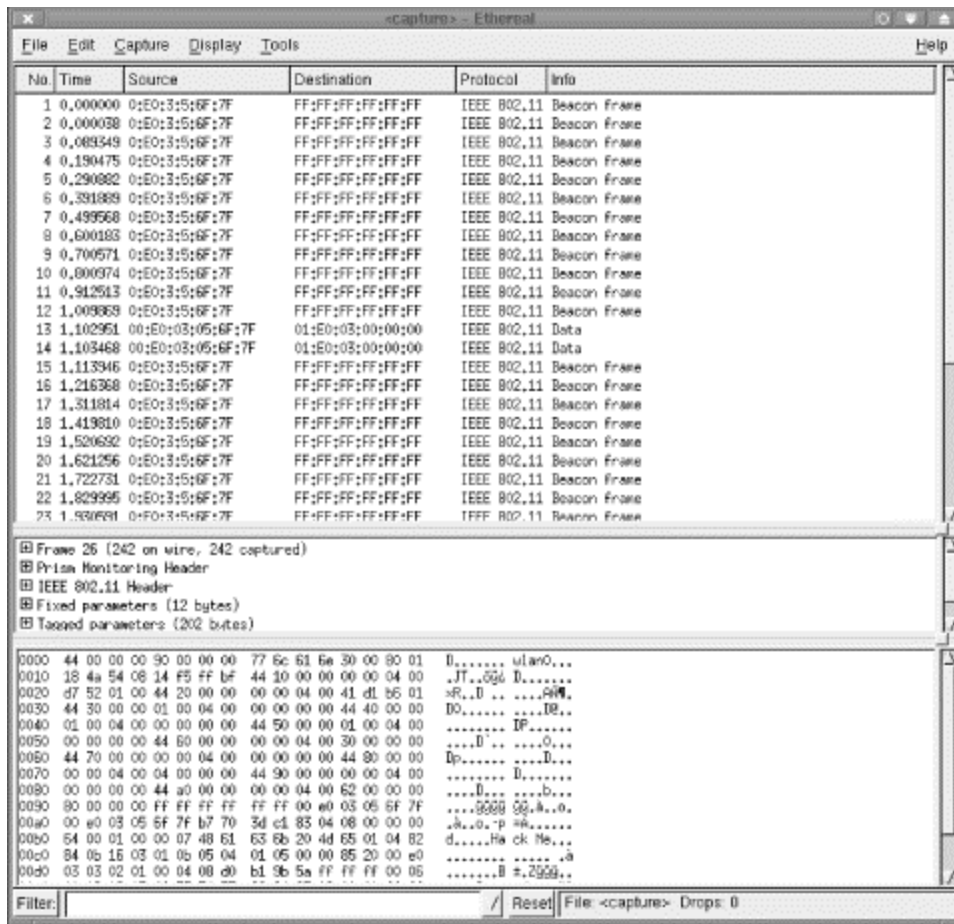 <capture> - Ethereal
File Edit Capture Display Tools Help
No. Time Source Destination Protocol Info
1 0.000000 0:E0:3:5:6F:7F FF:FF:FF:FF:FF:FF IEEE 802.11 Beacon frame
2 0.000038 0:E0:3:5:6F:7F FF:FF:FF:FF:FF:FF IEEE 802.11 Beacon frame
3 0.089349 0:E0:3:5:6F:7F FF:FF:FF:FF:FF:FF IEEE 802.11 Beacon frame
4 0.190475 0:E0:3:5:6F:7F FF:FF:FF:FF:FF:FF IEEE 802.11 Beacon frame
5 0.290882 0:E0:3:5:6F:7F FF:FF:FF:FF:FF:FF IEEE 802.11 Beacon frame
6 0.391889 0:E0:3:5:6F:7F FF:FF:FF:FF:FF:FF IEEE 802.11 Beacon frame
7 0.499568 0:E0:3:5:6F:7F FF:FF:FF:FF:FF:FF IEEE 802.11 Beacon frame
8 0.600183 0:E0:3:5:6F:7F FF:FF:FF:FF:FF:FF IEEE 802.11 Beacon frame
9 0.700571 0:E0:3:5:6F:7F FF:FF:FF:FF:FF:FF IEEE 802.11 Beacon frame
10 0.800974 0:E0:3:5:6F:7F FF:FF:FF:FF:FF:FF IEEE 802.11 Beacon frame
11 0.912513 0:E0:3:5:6F:7F FF:FF:FF:FF:FF:FF IEEE 802.11 Beacon frame
12 1.009869 0:E0:3:5:6F:7F FF:FF:FF:FF:FF:FF IEEE 802.11 Beacon frame
13 1.102951 00:E0:03:05:6F:7F 01:E0:03:00:00:00 IEEE 802.11 Data
14 1.103468 00:E0:03:05:6F:7F 01:E0:03:00:00:00 IEEE 802.11 Data
15 1.113946 0:E0:3:5:6F:7F FF:FF:FF:FF:FF:FF IEEE 802.11 Beacon frame
16 1.216368 0:E0:3:5:6F:7F FF:FF:FF:FF:FF:FF IEEE 802.11 Beacon frame
17 1.311814 0:E0:3:5:6F:7F FF:FF:FF:FF:FF:FF IEEE 802.11 Beacon frame
18 1.419810 0:E0:3:5:6F:7F FF:FF:FF:FF:FF:FF IEEE 802.11 Beacon frame
19 1.520692 0:E0:3:5:6F:7F FF:FF:FF:FF:FF:FF IEEE 802.11 Beacon frame
20 1.621256 0:E0:3:5:6F:7F FF:FF:FF:FF:FF:FF IEEE 802.11 Beacon frame
21 1.722731 0:E0:3:5:6F:7F FF:FF:FF:FF:FF:FF IEEE 802.11 Beacon frame
22 1.829995 0:E0:3:5:6F:7F FF:FF:FF:FF:FF:FF IEEE 802.11 Beacon frame
23 1.930591 0:E0:3:5:6F:7F FF:FF:FF:FF:FF:FF IEEE 802.11 Beacon frame
Frame 26 (242 on wire, 242 captured)
Prism Monitoring Header
IEEE 802.11 Header
Fixed parameters (12 bytes)
Tagged parameters (202 bytes)
0000 44 00 00 00 90 00 00 00 77 6c 61 6e 30 00 80 01 D....... wlan0...
0010 18 4a 54 08 14 f5 ff bf 44 10 00 00 00 00 04 00
0020 d7 52 01 00 44 20 00 00 00 00 04 00 41 d1 b6 01
0030 44 30 00 00 01 00 04 00 00 00 00 00 44 40 00 00 D0...... ....D@..
0040 01 00 04 00 00 00 00 00 44 50 00 00 01 00 04 00 ........ DP......
0050 00 00 00 00 44 60 00 00 00 00 04 00 30 00 00 00 ....D`.. ....0...
0060 44 70 00 00 00 00 04 00 00 00 00 00 44 80 00 00 Dp...... ....D...
0070 00 00 04 00 04 00 00 00 44 90 00 00 00 00 04 00 ........ D.......
0080 00 00 00 00 44 a0 00 00 00 00 04 00 62 00 00 00 ....D... ....b...
0090 80 00 00 00 ff ff ff ff ff ff 00 e0 03 05 6f 7f
00a0 00 e0 03 05 6f 7f b7 70 3d c1 83 04 08 00 00 00
00b0 64 00 01 00 00 07 48 61 63 6b 20 4d 65 01 04 82 d.....Ha ck Me...
00c0 84 0b 16 03 01 0b 05 04 01 05 00 00 85 20 00 e0 ........ ..... .à
00d0 03 03 02 01 00 04 08 d0 b1 9b 5a ff ff ff 00 06
Filter: / Reset File: <capture> Drops: 0